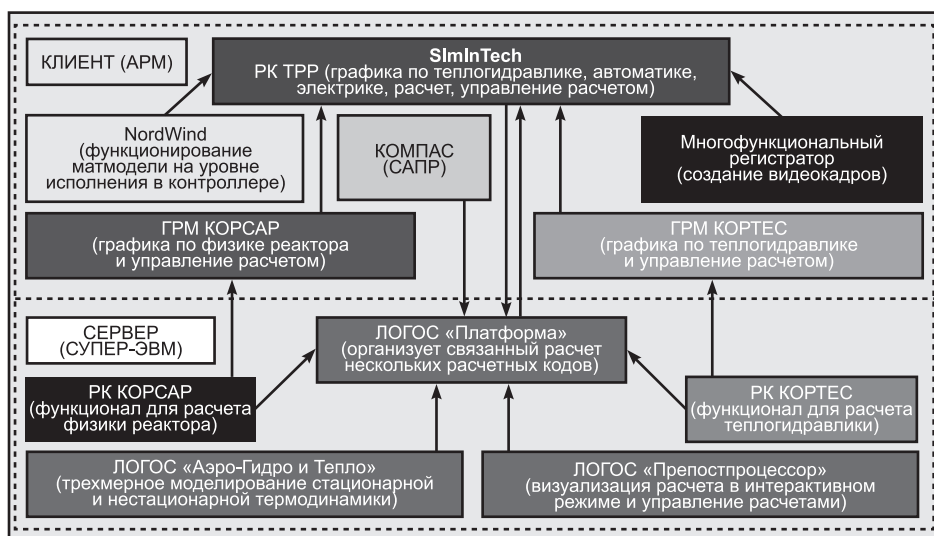 КЛИЕНТ (АРМ)
SImInTech
РК ТРР (графика по теплогидравлике, автоматике,
электрике, расчет, управление расчетом)
NordWind
(функционирование
матмодели на уровне
исполнения в контроллере)
КОМПАС
(САПР)
Многофункциональный
регистратор
(создание видеокадров)
ГРМ КОРСАР
(графика по физике реактора
и управление расчетом)
ГРМ КОРТЕС
(графика по теплогидравлике
и управление расчетом)
СЕРВЕР
(СУПЕР-ЭВМ)
ЛОГОС «Платформа»
(организует связанный расчет
нескольких расчетных кодов)
РК КОРСАР
(функционал для расчета
физики реактора)
РК КОРТЕС
(функционал для расчета
теплогидравлики)
ЛОГОС «Аэро-Гидро и Тепло»
(трехмерное моделирование стационарной
и нестационарной термодинамики)
ЛОГОС «Препостпроцессор»
(визуализация расчета в интерактивном
режиме и управление расчетами)